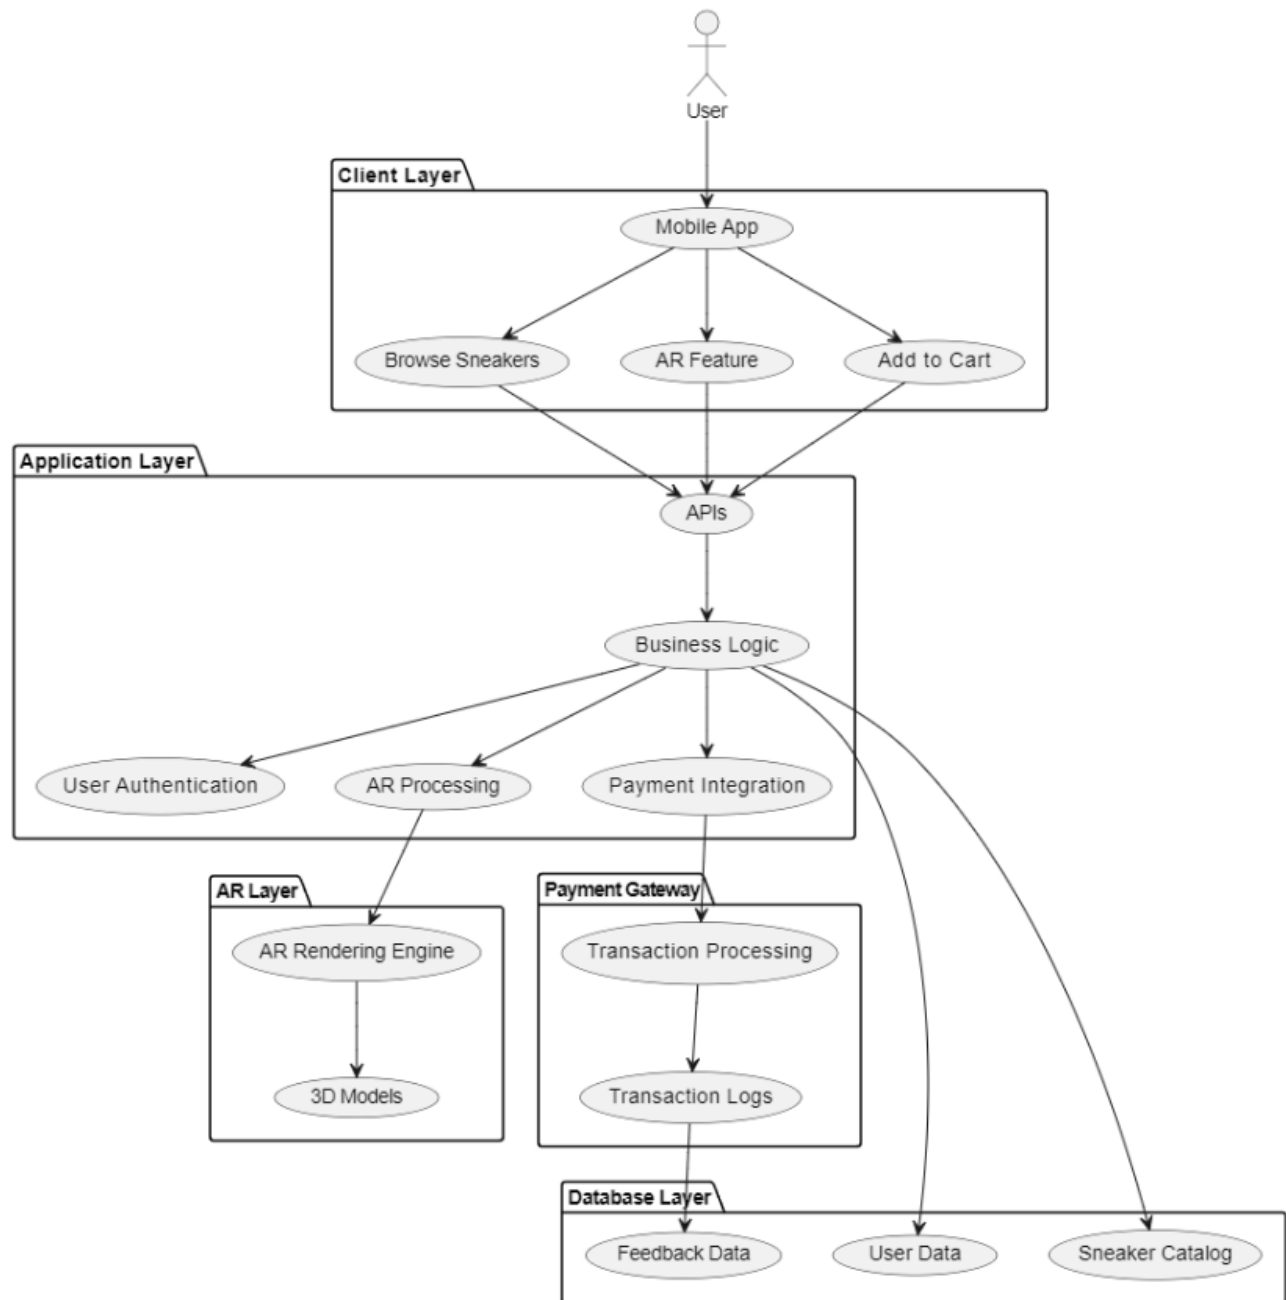 User
Client Layer
Mobile App
Browse Sneakers
AR Feature
Add to Cart
Application Layer
APIs
Business Logic
User Authentication
AR Processing
Payment Integration
AR Layer
Payment Gateway
AR Rendering Engine
Transaction Processing
3D Models
Transaction Logs
Database Layer
Feedback Data
User Data
Sneaker Catalog